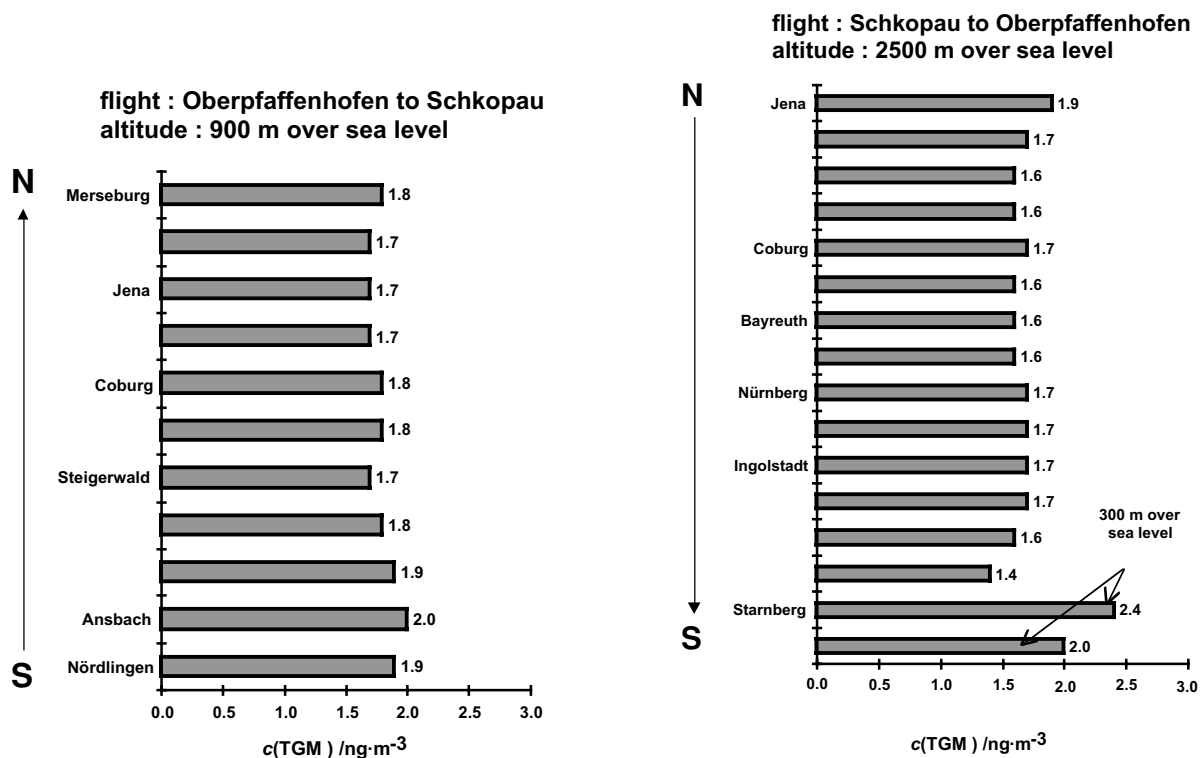 flight : Oberpfaffenhofen to Schkopau
altitude : 900 m over sea level
N
S
Merseburg 1.8
1.7
Jena 1.7
1.7
Coburg 1.8
1.8
Steigerwald 1.7
1.8
1.9
Ansbach 2.0
Nördlingen 1.9
0.0 0.5 1.0 1.5 2.0 2.5 3.0
c(TGM ) /ng·m-3
flight : Schkopau to Oberpfaffenhofen
altitude : 2500 m over sea level
N
S
Jena 1.9
1.7
1.6
1.6
Coburg 1.7
1.6
Bayreuth 1.6
1.6
Nürnberg 1.7
1.7
Ingolstadt 1.7
1.7
1.6
300 m over
sea level
1.4
Starnberg 2.4
2.0
0.0 0.5 1.0 1.5 2.0 2.5 3.0
c(TGM ) /ng·m-3